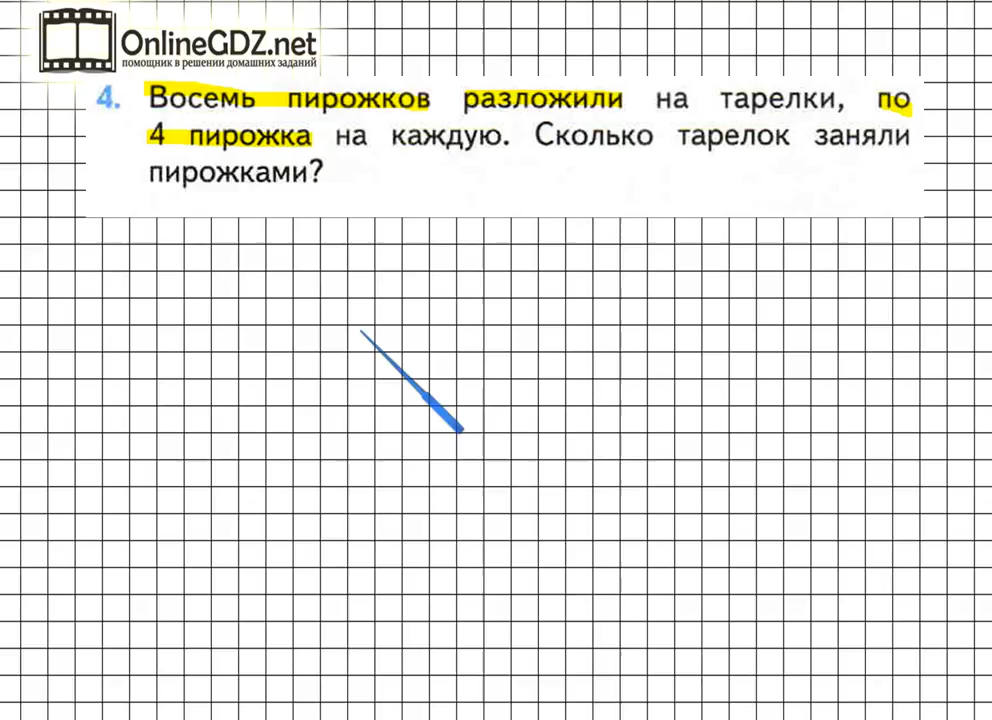 OnlineGDZ.net
помощник в решении домашних заданий
4. Восемь пирожков разложили на тарелки, по
4 пирожка на каждую. Сколько тарелок заняли
пирожками?